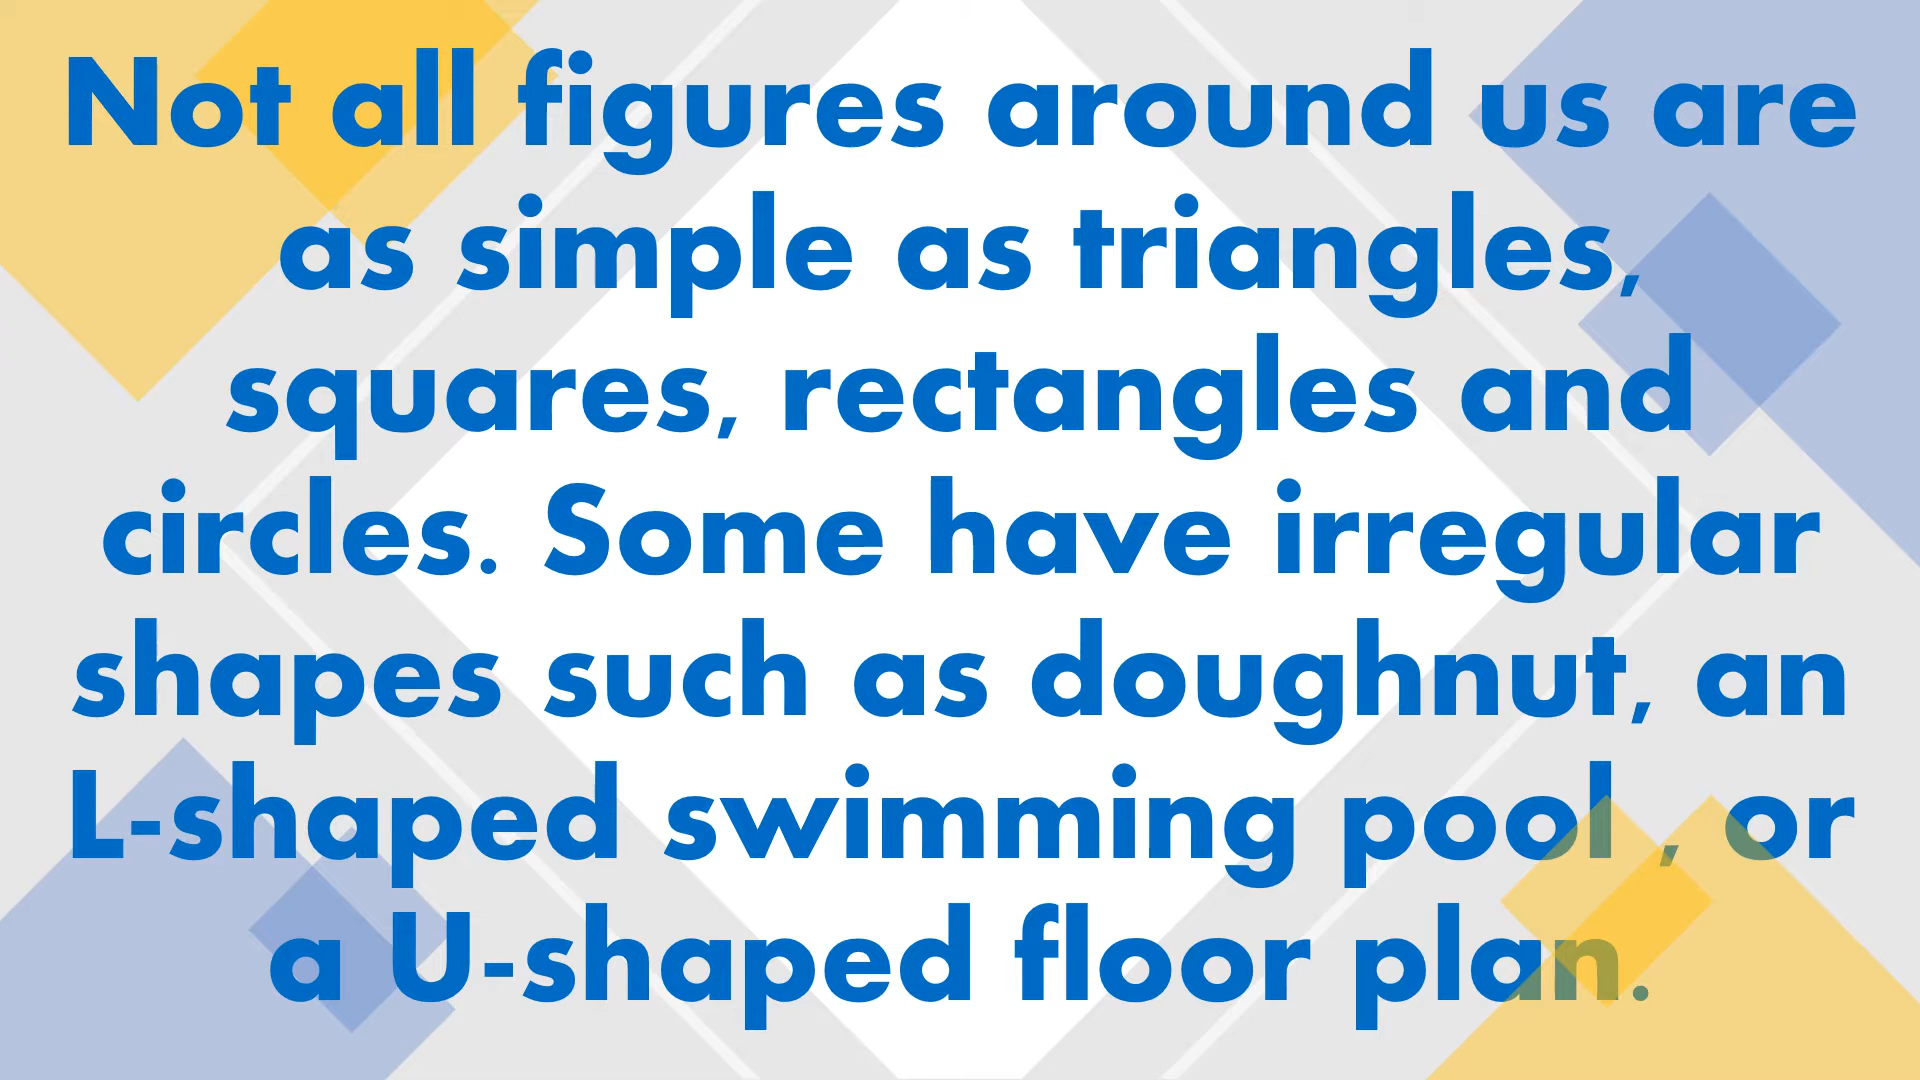 Not all figures around us are
as simple as triangles,
squares, rectangles and
circles. Some have irregular
shapes such as doughnut, an
L-shaped swimming pool , or
a U-shaped floor plan.